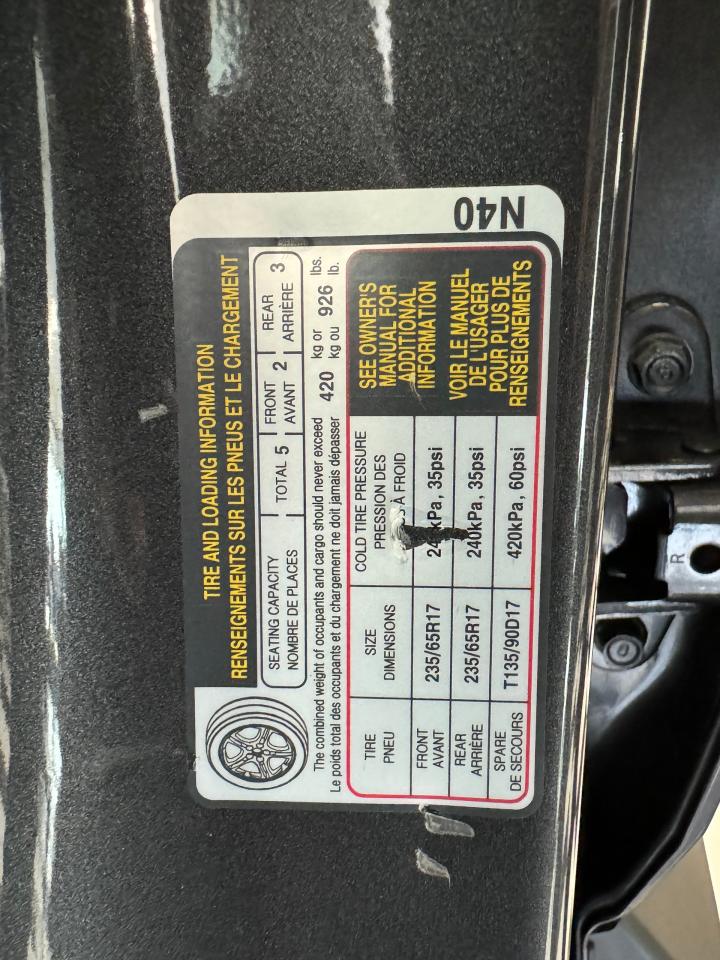 N40
TIRE AND LOADING INFORMATION
RENSEIGNEMENTS SUR LES PNEUS ET LE CHARGEMENT
SEATING CAPACITY
NOMBRE DE PLACES
TOTAL 5
FRONT
AVANT 2
REAR
ARRIÈRE 3
The combined weight of occupants and cargo should never exceed 420 kg or 926 lbs.
Le poids total des occupants et du chargement ne doit jamais dépasser kg ou lb.
TIRE
PNEU
SIZE
DIMENSIONS
COLD TIRE PRESSURE
PRESSION DES
À FROID
SEE OWNER'S
MANUAL FOR
ADDITIONAL
INFORMATION
VOIR LE MANUEL
DE L'USAGER
POUR PLUS DE
RENSEIGNEMENTS
FRONT
AVANT
235/65R17
240kPa, 35psi
REAR
ARRIÈRE
235/65R17
240kPa, 35psi
SPARE
DE SECOURS
T135/90D17
420kPa, 60psi
R